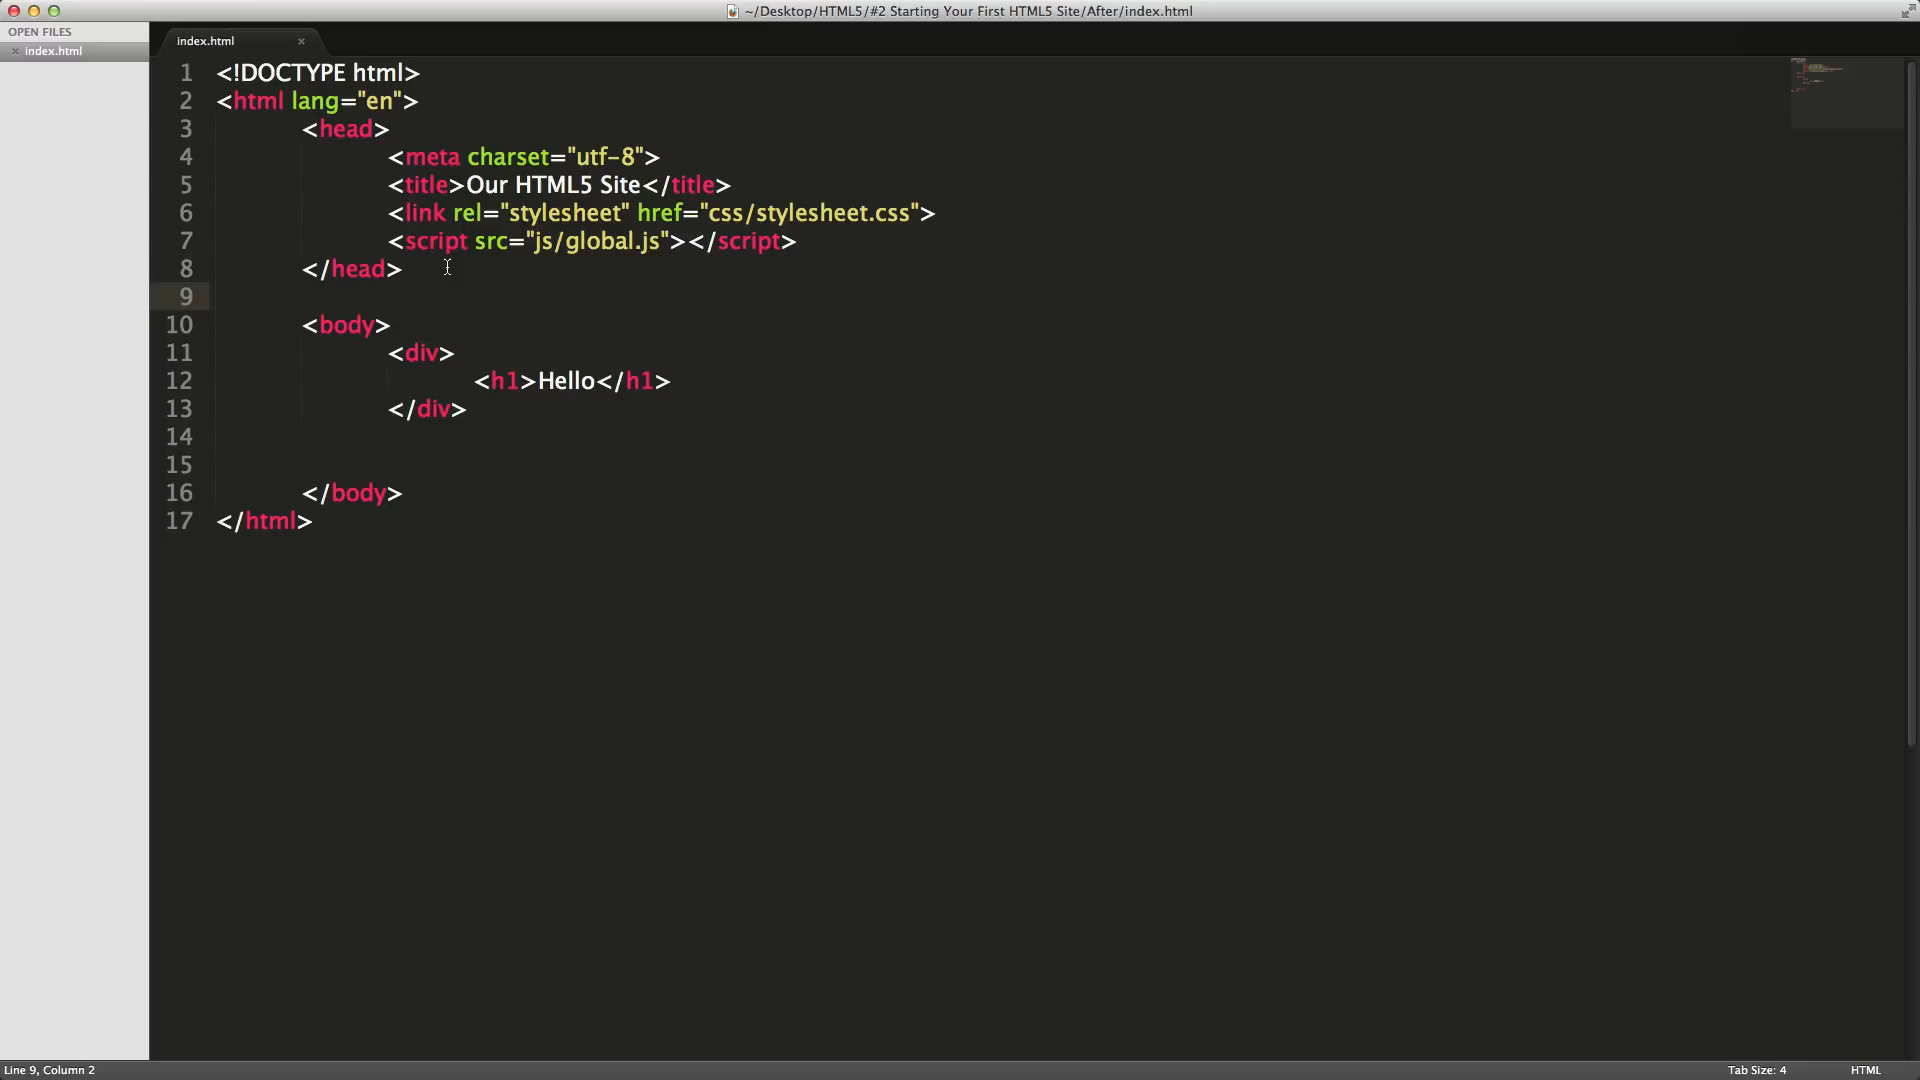 ~/Desktop/HTML5/#2 Starting Your First HTML5 Site/After/index.html
OPEN FILES
× index.html
index.html ×
1 <!DOCTYPE html>
2 <html lang="en">
3 <head>
4 <meta charset="utf-8">
5 <title>Our HTML5 Site</title>
6 <link rel="stylesheet" href="css/stylesheet.css">
7 <script src="js/global.js"></script>
8 </head>
9
10 <body>
11 <div>
12 <h1>Hello</h1>
13 </div>
14
15
16 </body>
17 </html>
Line 9, Column 2
Tab Size: 4
HTML